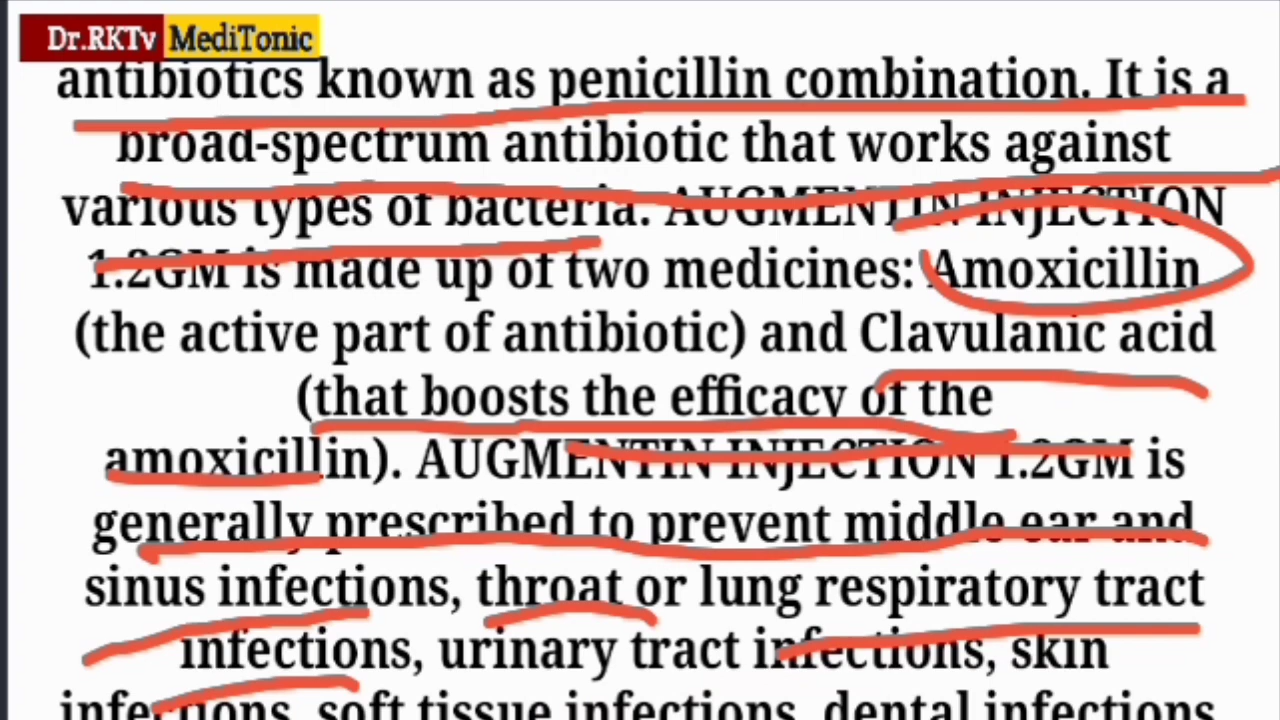 Dr.RKTv MediTonic
antibiotics known as penicillin combination. It is a
broad-spectrum antibiotic that works against
various types of bacteria. AUGMENTIN INJECTION
1.2GM is made up of two medicines: Amoxicillin
(the active part of antibiotic) and Clavulanic acid
(that boosts the efficacy of the
amoxicillin). AUGMENTIN INJECTION 1.2GM is
generally prescribed to prevent middle ear and
sinus infections, throat or lung respiratory tract
infections, urinary tract infections, skin
infections, soft tissue infections, dental infections